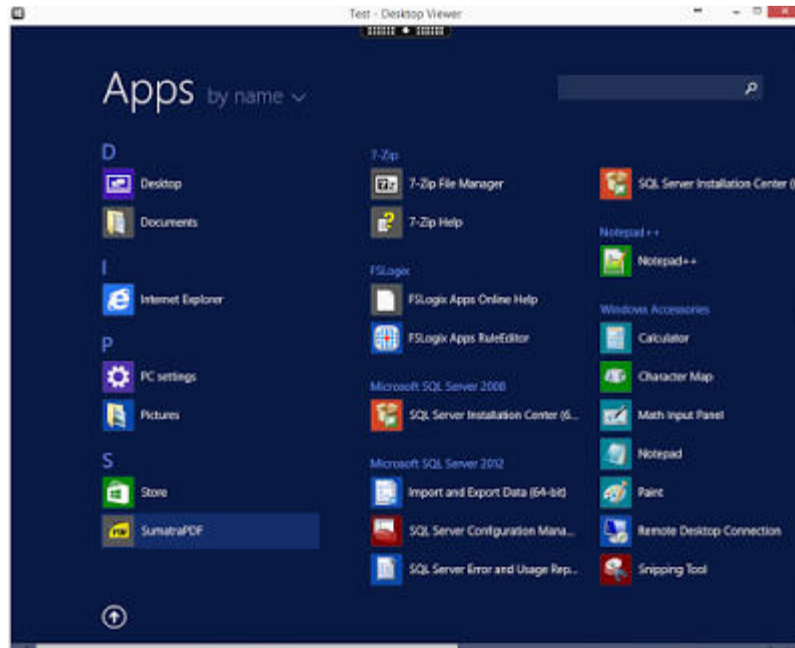 Test - Desktop Viewer
Apps by name
D
Desktop
Documents
I
Internet Explorer
P
PC settings
Pictures
S
Store
SumatraPDF
7-Zip
7-Zip File Manager
7-Zip Help
FSLogix
FSLogix Apps Online Help
FSLogix Apps RuleEditor
Microsoft SQL Server 2008
SQL Server Installation Center (6...
Microsoft SQL Server 2012
Import and Export Data (64-bit)
SQL Server Configuration Mana...
SQL Server Error and Usage Rep...
SQL Server Installation Center (
Notepad++
Notepad++
Windows Accessories
Calculator
Character Map
Math Input Panel
Notepad
Paint
Remote Desktop Connection
Snipping Tool